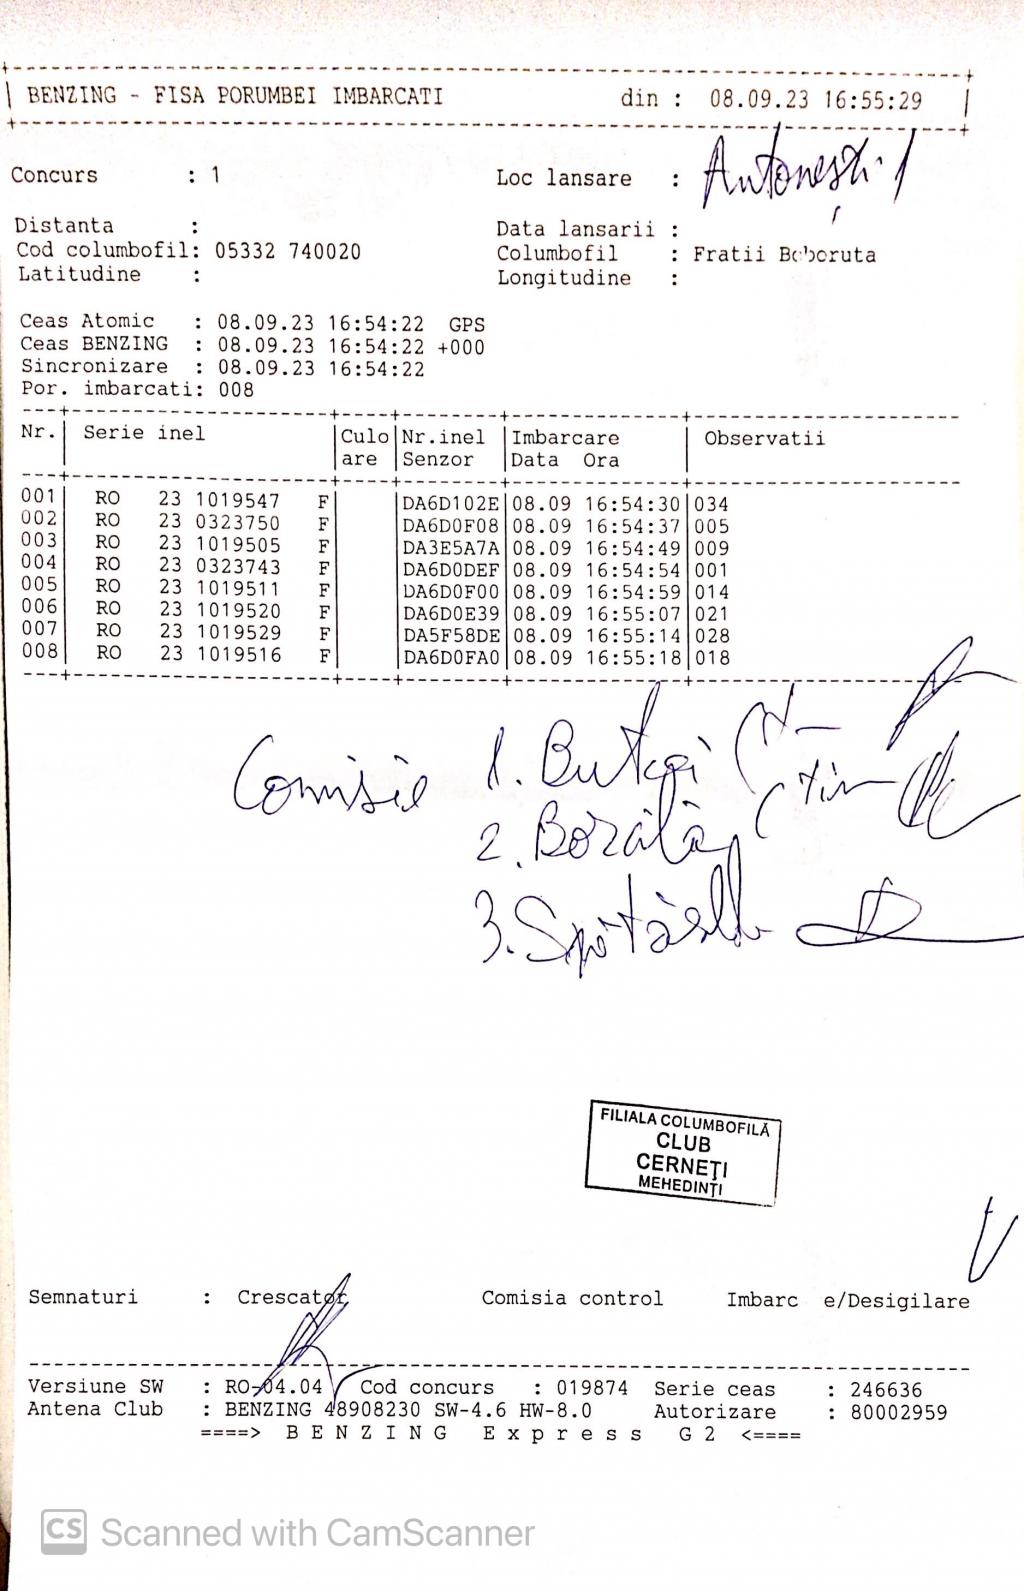 BENZING - FISA PORUMBEI IMBARCATI din : 08.09.23 16:55:29
Concurs : 1 Loc lansare : Antonești 1
Distanta : Data lansarii :
Cod columbofil: 05332 740020 Columbofil : Fratii Boboruta
Latitudine : Longitudine :
Ceas Atomic : 08.09.23 16:54:22 GPS
Ceas BENZING : 08.09.23 16:54:22 +000
Sincronizare : 08.09.23 16:54:22
Por. imbarcati: 008
Nr. Serie inel Culo Nr.inel Imbarcare Observatii
are Senzor Data Ora
001 RO 23 1019547 F DA6D102E 08.09 16:54:30 034
002 RO 23 0323750 F DA6D0F08 08.09 16:54:37 005
003 RO 23 1019505 F DA3E5A7A 08.09 16:54:49 009
004 RO 23 0323743 F DA6D0DEF 08.09 16:54:54 001
005 RO 23 1019511 F DA6D0F00 08.09 16:54:59 014
006 RO 23 1019520 F DA6D0E39 08.09 16:55:07 021
007 RO 23 1019529 F DA5F58DE 08.09 16:55:14 028
008 RO 23 1019516 F DA6D0FA0 08.09 16:55:18 018
Comisie 1. Butoi
2. Bozală
3.
FILIALA COLUMBOFILĂ
CLUB
CERNEȚI
MEHEDINȚI
Semnaturi : Crescator Comisia control Imbarc e/Desigilare
Versiune SW : RO-04.04 Cod concurs : 019874 Serie ceas : 246636
Antena Club : BENZING 48908230 SW-4.6 HW-8.0 Autorizare : 80002959
====> B E N Z I N G E x p r e s s G 2 <====
CS Scanned with CamScanner